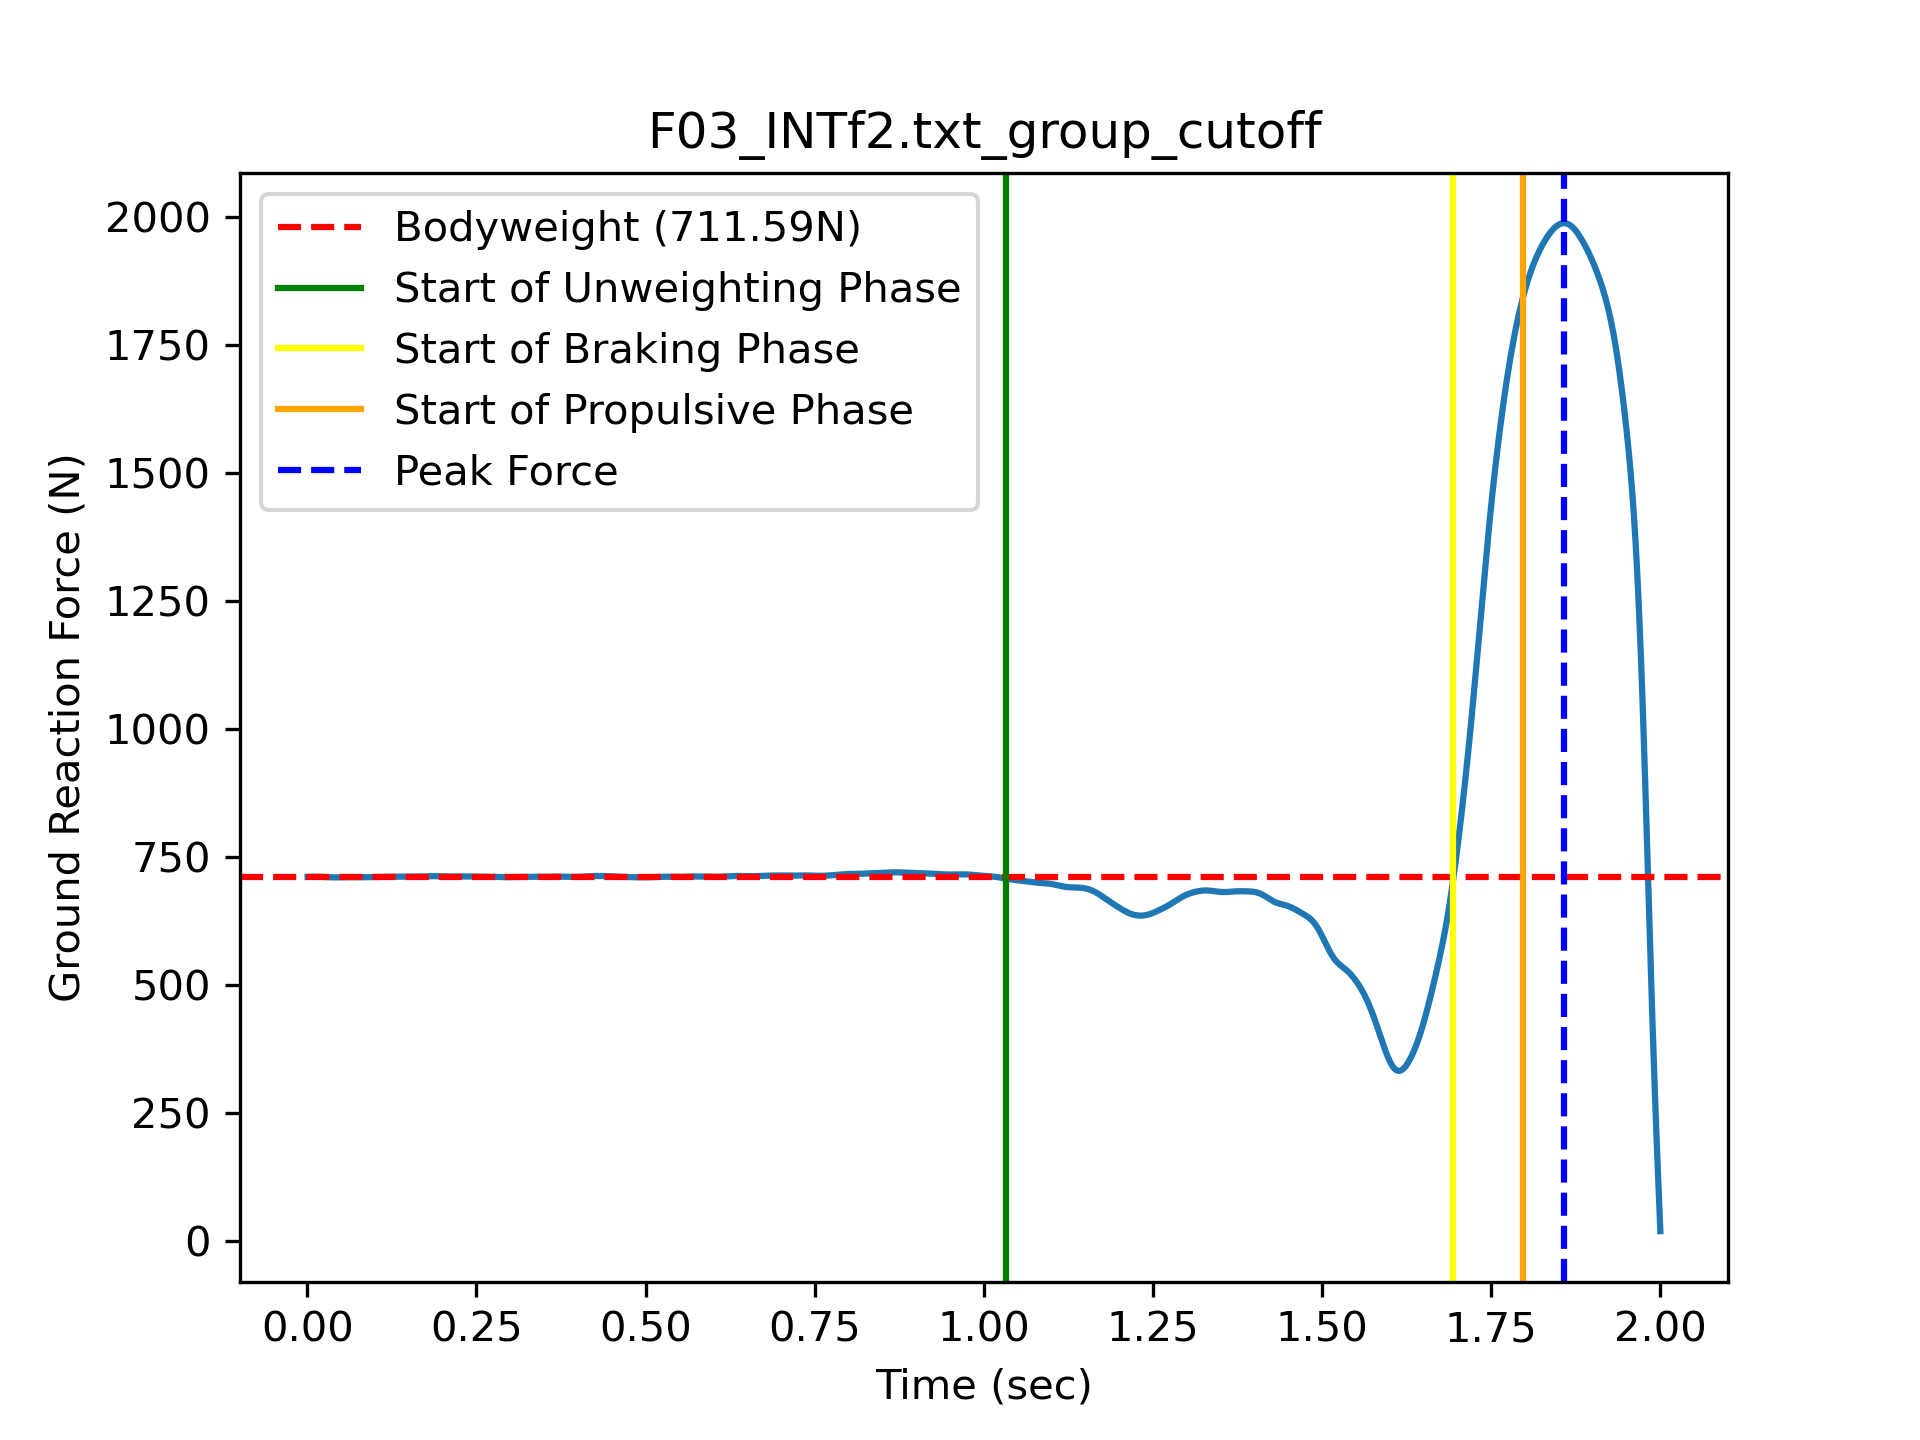 F03_INTf2.txt_group_cutoff
Bodyweight (711.59N)
Start of Unweighting Phase
Start of Braking Phase
Start of Propulsive Phase
Peak Force
Ground Reaction Force (N)
2000
1750
1500
1250
1000
750
500
250
0
0.00 0.25 0.50 0.75 1.00 1.25 1.50 1.75 2.00
Time (sec)